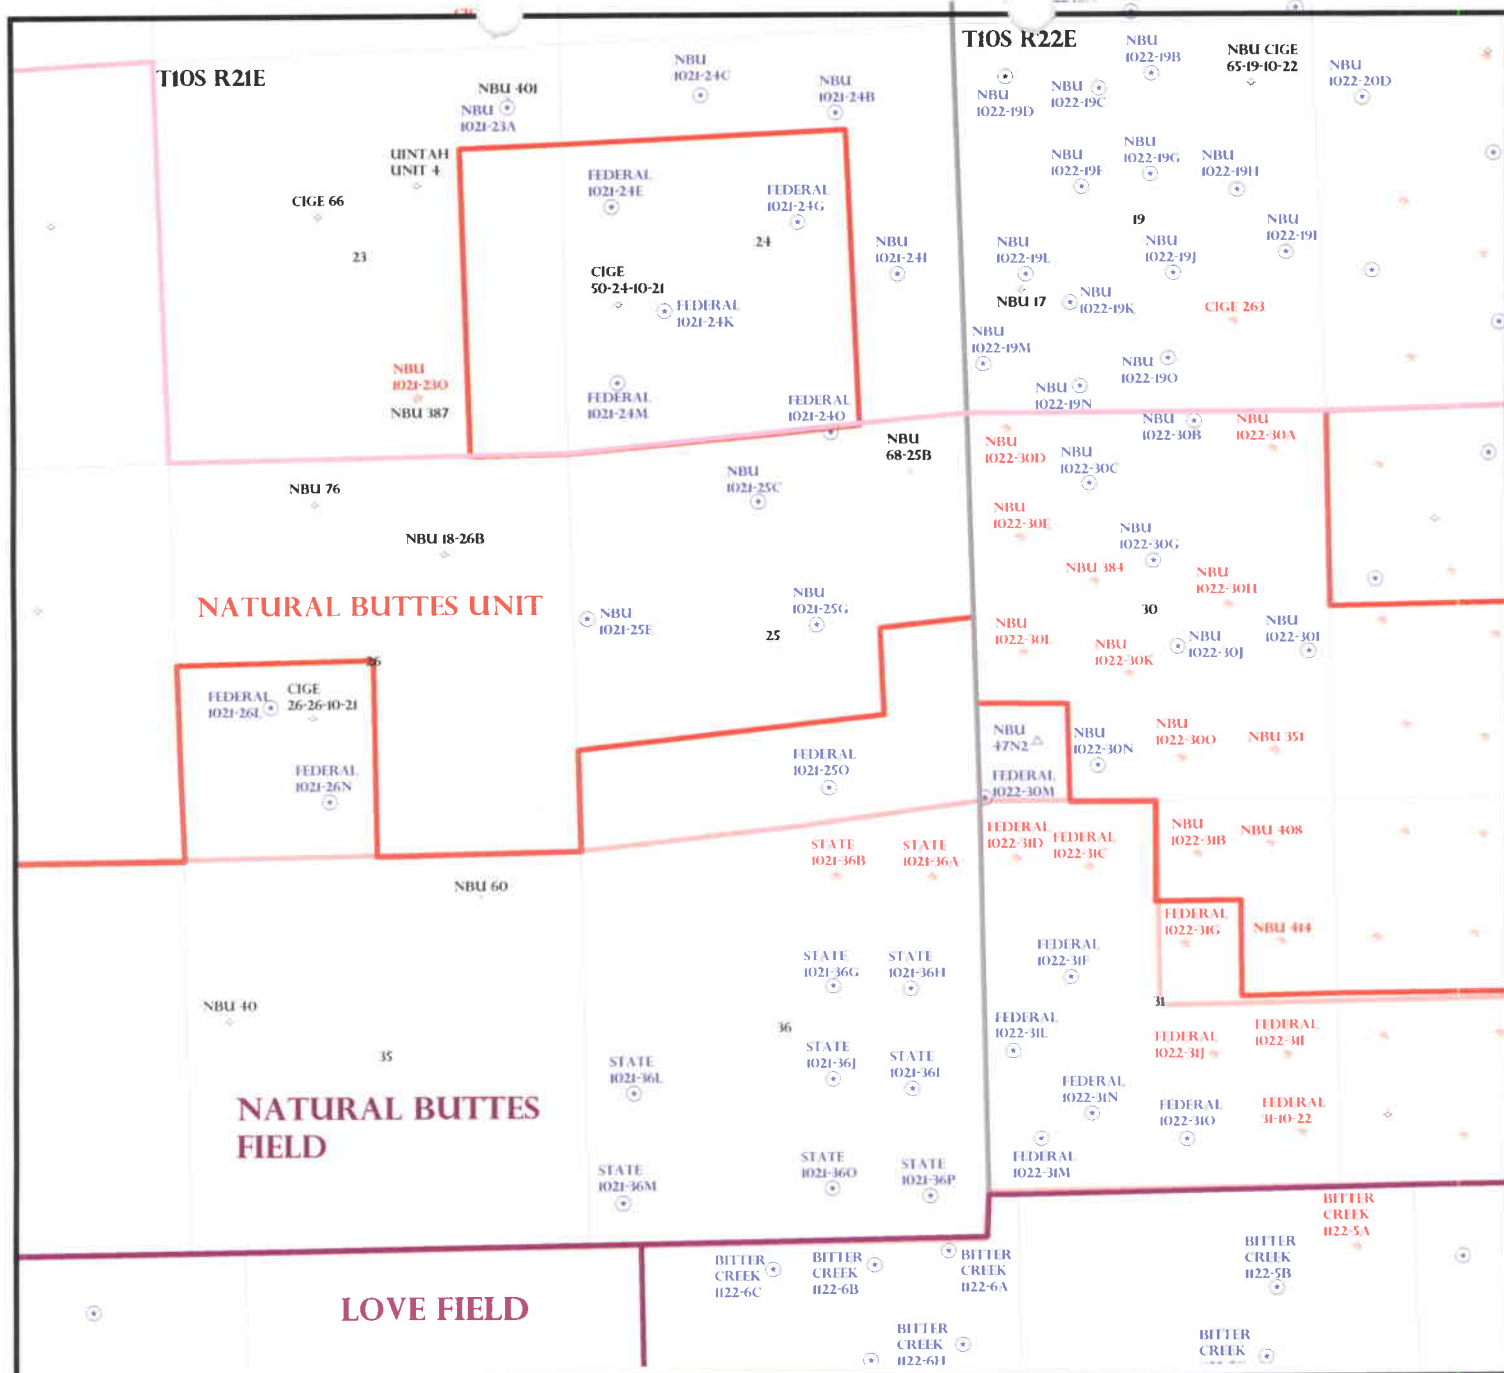 T10S R21E
T10S R22E
NBU
1021-24C
NBU 401
NBU
1021-23A
NBU
1021-24B
NBU
1022-19D
NBU
1022-19C
NBU
1022-19B
NBU CIGE
65-19-10-22
NBU
1022-20D
UINTAH
UNIT 4
CIGE 66
23
FEDERAL
1021-24E
FEDERAL
1021-24G
24
NBU
1021-24I
CIGE
50-24-10-21
FEDERAL
1021-24K
NBU
1022-19F
NBU
1022-19G
NBU
1022-19H
19
NBU
1022-19I
NBU
1022-19L
NBU 17
NBU
1022-19J
NBU
1022-19K
CIGE 263
NBU
1022-19M
NBU
1022-19O
NBU
1022-19N
NBU
1021-23O
NBU 387
FEDERAL
1021-24M
FEDERAL
1021-24O
NBU
68-25B
NBU
1022-30D
NBU
1022-30C
NBU
1022-30B
NBU
1022-30A
NBU 76
NBU 18-26B
NBU
1021-25C
NBU
1022-30E
NBU
1022-30G
NBU 384
NBU
1022-30H
NATURAL BUTTES UNIT
NBU
1021-25E
NBU
1021-25G
25
30
NBU
1022-30L
NBU
1022-30K
NBU
1022-30J
NBU
1022-30I
26
FEDERAL
1021-26L
CIGE
26-26-10-21
FEDERAL
1021-26N
FEDERAL
1021-25O
NBU
47N2
NBU
1022-30N
NBU
1022-30O
NBU 351
FEDERAL
1022-30M
STATE
1021-36B
STATE
1021-36A
FEDERAL
1022-31D
FEDERAL
1022-31C
NBU
1022-31B
NBU 408
NBU 60
FEDERAL
1022-31G
NBU 414
STATE
1021-36G
STATE
1021-36H
FEDERAL
1022-31F
NBU 40
35
36
31
FEDERAL
1022-31L
FEDERAL
1022-31J
FEDERAL
1022-31I
STATE
1021-36L
STATE
1021-36J
STATE
1021-36I
FEDERAL
1022-31N
FEDERAL
1022-31O
FEDERAL
31-10-22
NATURAL BUTTES
FIELD
STATE
1021-36M
STATE
1021-36O
STATE
1021-36P
FEDERAL
1022-31M
BITTER
CREEK
1122-5A
BITTER
CREEK
1122-6C
BITTER
CREEK
1122-6B
BITTER
CREEK
1122-6A
BITTER
CREEK
1122-5B
LOVE FIELD
BITTER
CREEK
1122-6H
BITTER
CREEK